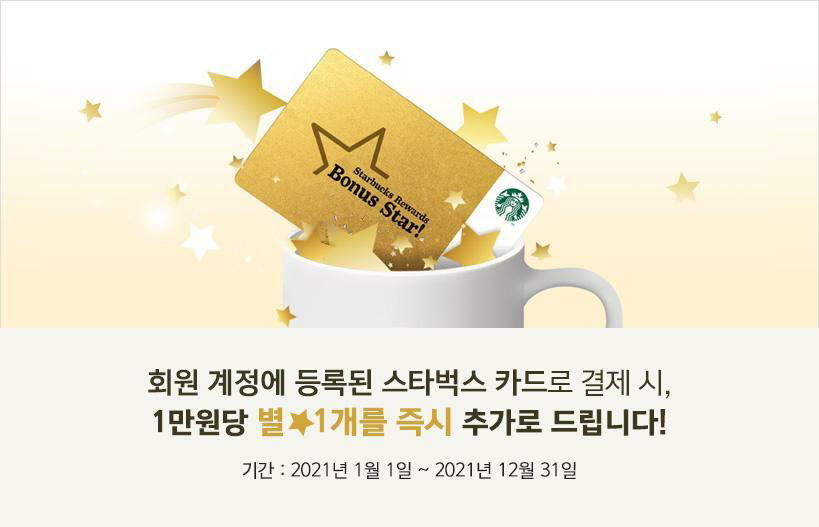 Starbucks Rewards
Bonus Star!
회원 계정에 등록된 스타벅스 카드로 결제 시,
1만원당 별★1개를 즉시 추가로 드립니다!
기간 : 2021년 1월 1일 ~ 2021년 12월 31일